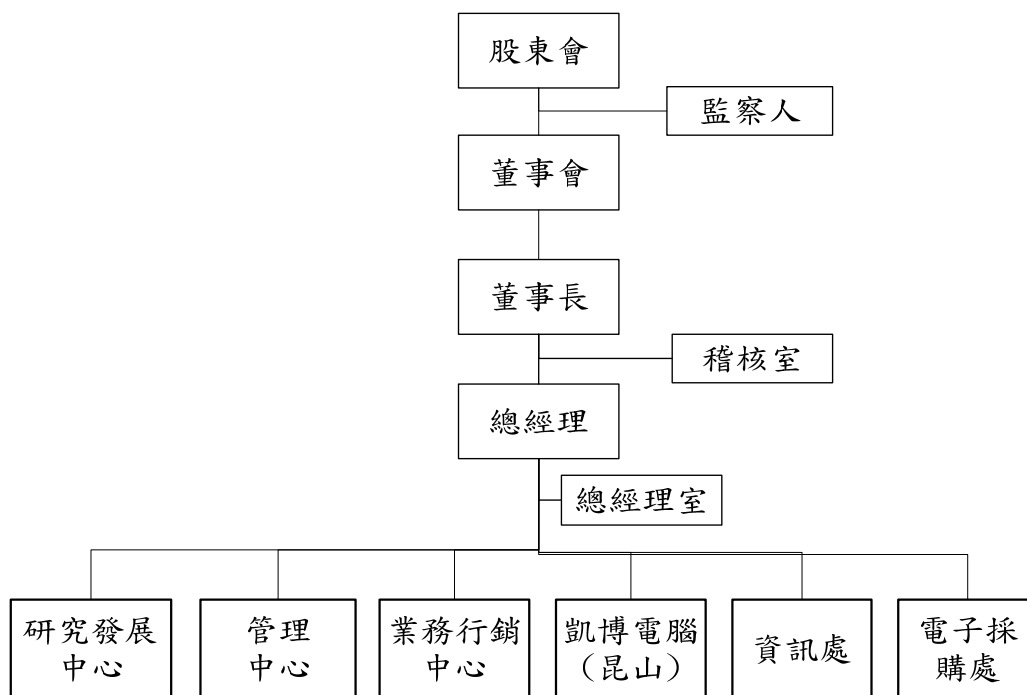 股東會
監察人
董事會
董事長
稽核室
總經理
總經理室
研究發展
中心
管理
中心
業務行銷
中心
凱博電腦
（昆山）
資訊處
電子採
購處